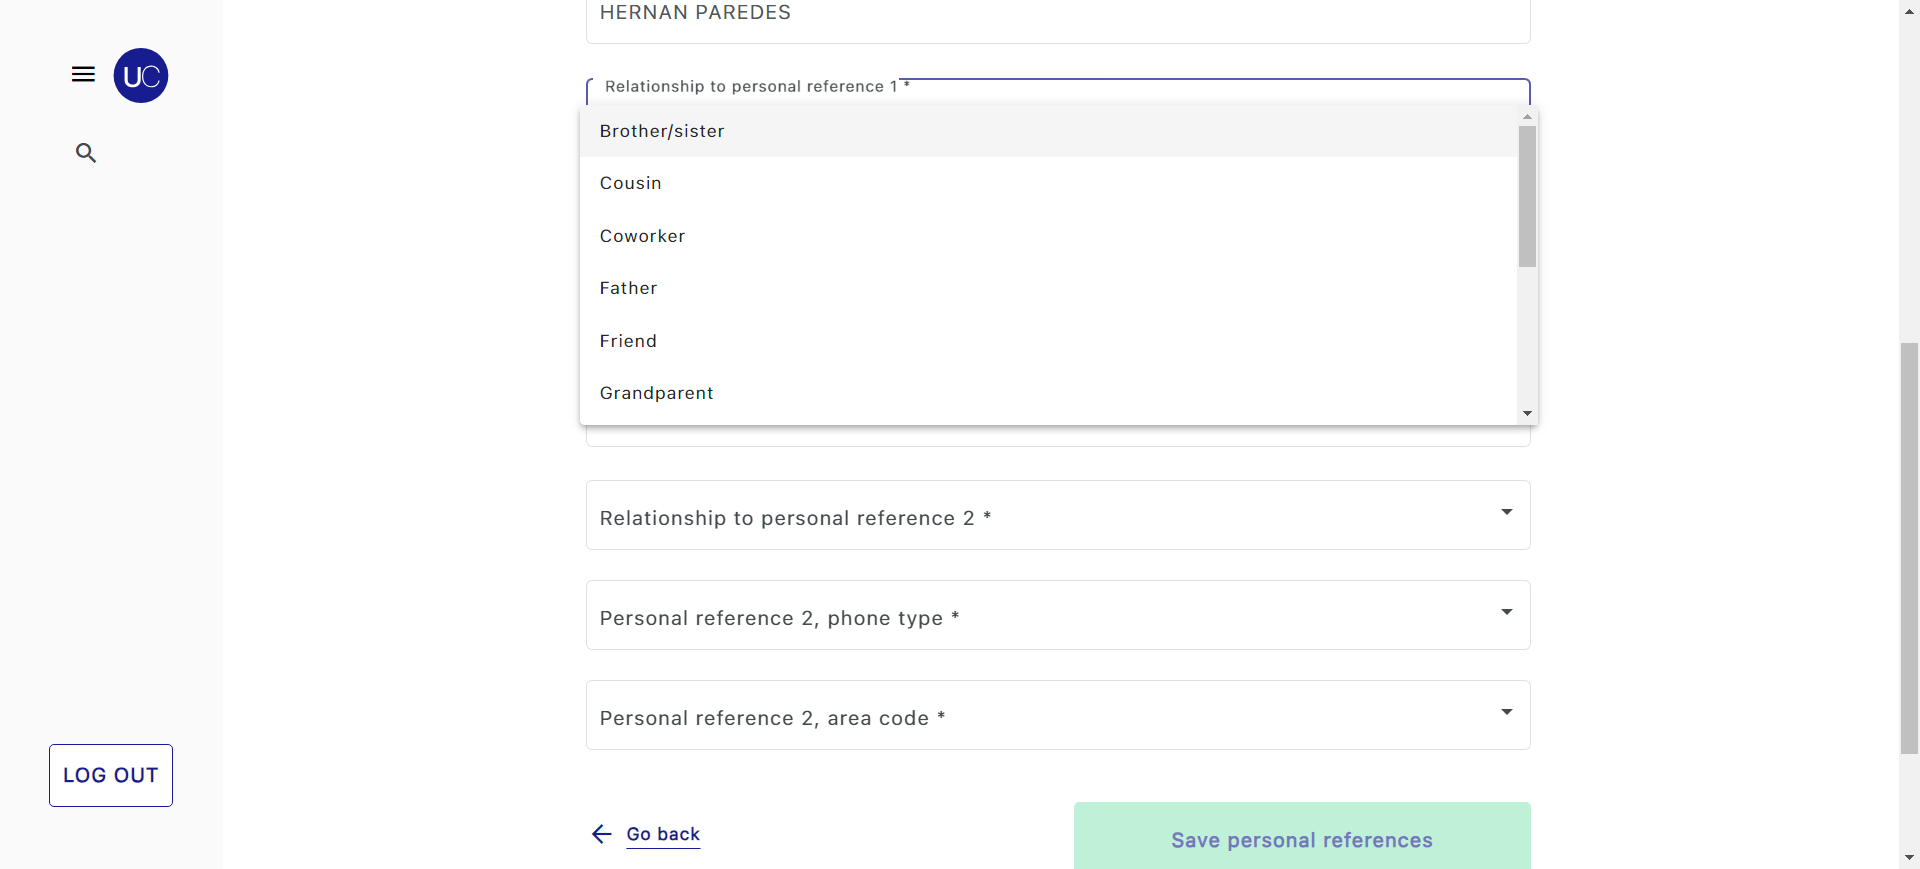 HERNAN PAREDES
UC
Relationship to personal reference 1 *
Brother/sister
Cousin
Coworker
Father
Friend
Grandparent
Relationship to personal reference 2 *
Personal reference 2, phone type *
Personal reference 2, area code *
LOG OUT
Go back
Save personal references